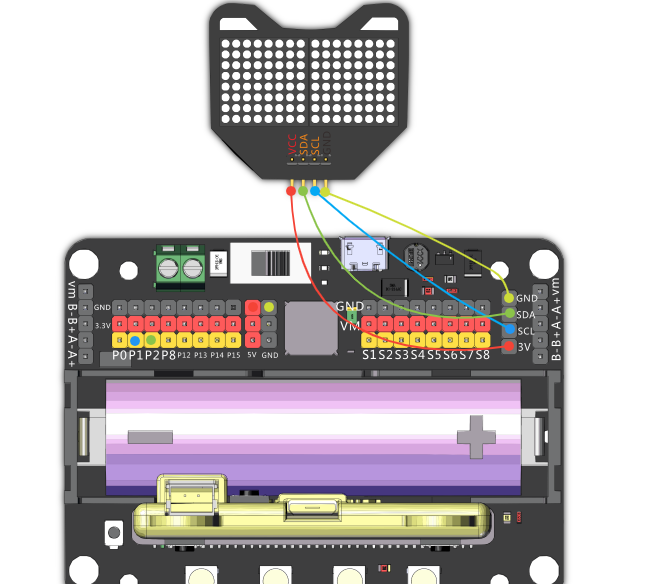 VCC SDA SCL GND
vm B- B+ A- A+
GND
3.3V
P0 P1 P2 P8 P12 P13 P14 P15 5V GND
GND
VM
S1 S2 S3 S4 S5 S6 S7 S8
GND
SDA
SCL
3V
B- B+ A- A+ vm